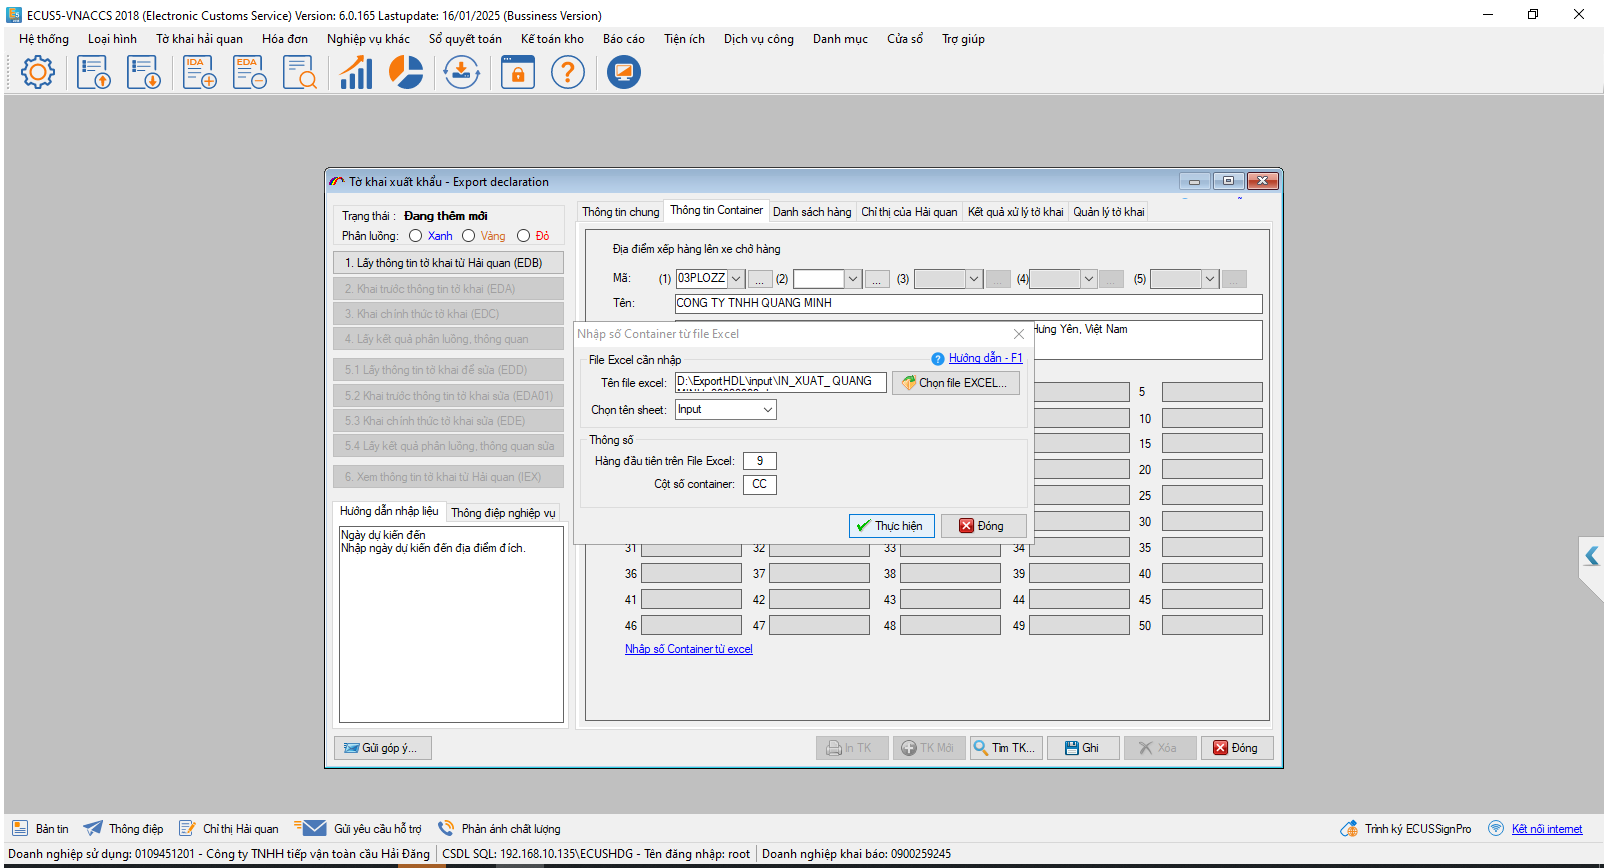 ECUS5-VNACCS 2018 (Electronic Customs Service) Version: 6.0.165 Lastupdate: 16/01/2025 (Bussiness Version)
Hệ thống Loại hình Tờ khai hải quan Hóa đơn Nghiệp vụ khác Sổ quyết toán Kế toán kho Báo cáo Tiện ích Dịch vụ công Danh mục Cửa sổ Trợ giúp
IDA EDA
Tờ khai xuất khẩu - Export declaration
Trạng thái : Đang thêm mới
Phân luồng: Xanh Vàng Đỏ
1. Lấy thông tin tờ khai từ Hải quan (EDB)
2. Khai trước thông tin tờ khai (EDA)
3. Khai chính thức tờ khai (EDC)
4. Lấy kết quả phân luồng, thông quan
5.1 Lấy thông tin tờ khai để sửa (EDD)
5.2 Khai trước thông tin tờ khai sửa (EDA01)
5.3 Khai chính thức tờ khai sửa (EDE)
5.4 Lấy kết quả phân luồng, thông quan sửa
6. Xem thông tin tờ khai từ Hải quan (IEX)
Hướng dẫn nhập liệu Thông điệp nghiệp vụ
Ngày dự kiến đến
Nhập ngày dự kiến đến địa điểm đích.
Gửi góp ý...
Thông tin chung Thông tin Container Danh sách hàng Chỉ thị của Hải quan Kết quả xử lý tờ khai Quản lý tờ khai
Địa điểm xếp hàng lên xe chở hàng
Mã: (1) 03PLOZZ ... (2) ... (3) ... (4) ... (5) ...
Tên: CONG TY TNHH QUANG MINH
Hưng Yên, Việt Nam
Nhập số Container từ file Excel
File Excel cần nhập Hướng dẫn - F1
Tên file excel: D:\ExportHDL\input\IN_XUAT_ QUANG Chọn file EXCEL...
Chọn tên sheet: Input
Thông số
Hàng đầu tiên trên File Excel: 9
Cột số container: CC
Thực hiện Đóng
5
10
15
20
25
30
31 32 33 34 35
36 37 38 39 40
41 42 43 44 45
46 47 48 49 50
Nhập số Container từ excel
In TK TK Mới Tìm TK... Ghi Xóa Đóng
Bản tin Thông điệp Chỉ thị Hải quan Gửi yêu cầu hỗ trợ Phản ánh chất lượng Trình ký ECUSSignPro Kết nối internet
Doanh nghiệp sử dụng: 0109451201 - Công ty TNHH tiếp vận toàn cầu Hải Đăng CSDL SQL: 192.168.10.135\ECUSHDG - Tên đăng nhập: root Doanh nghiệp khai báo: 0900259245